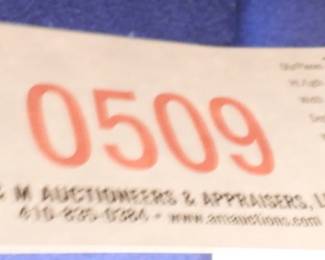 0509
& M AUCTIONEERS & APPRAISERS, L
410-835-0384 - www.amauctions.com